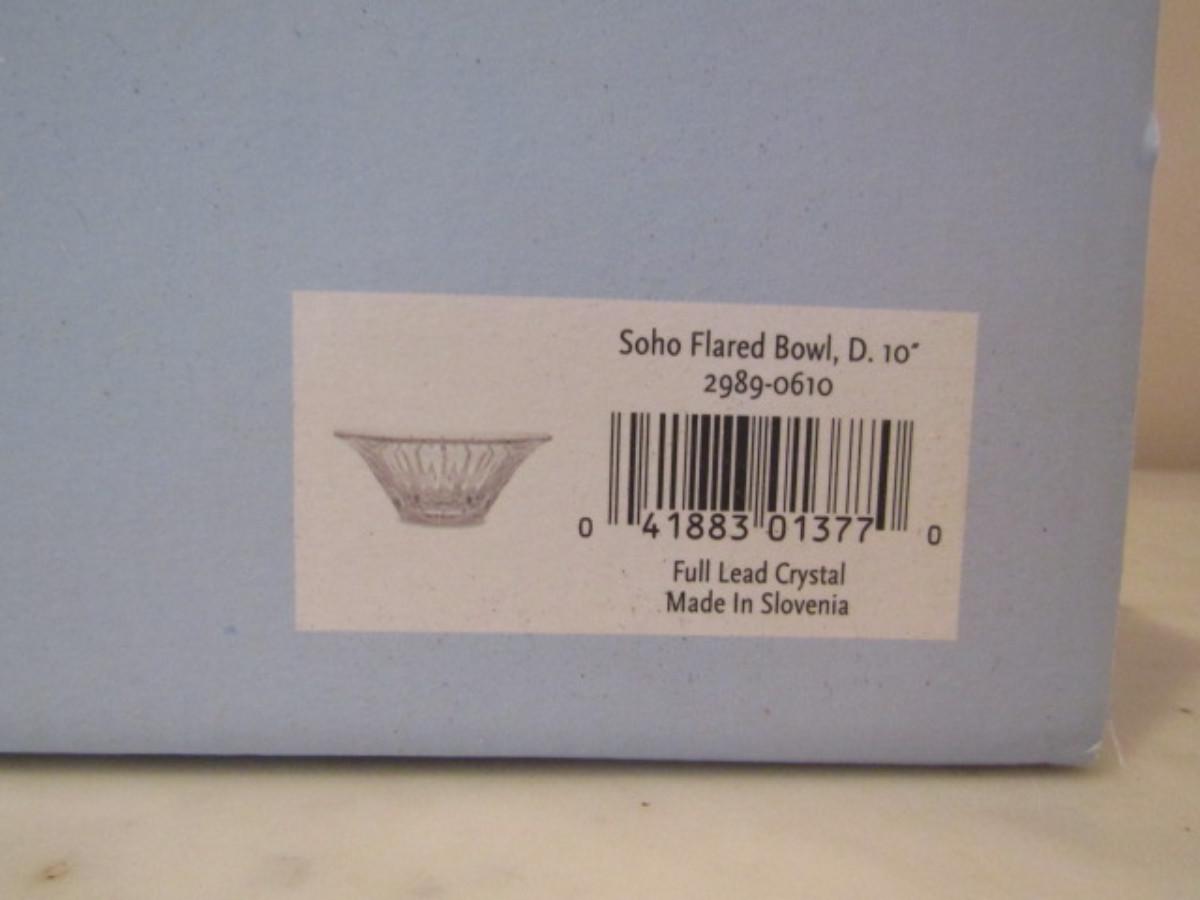 Soho Flared Bowl, D. 10"
2989-0610
0 41883 01377 0
Full Lead Crystal
Made In Slovenia